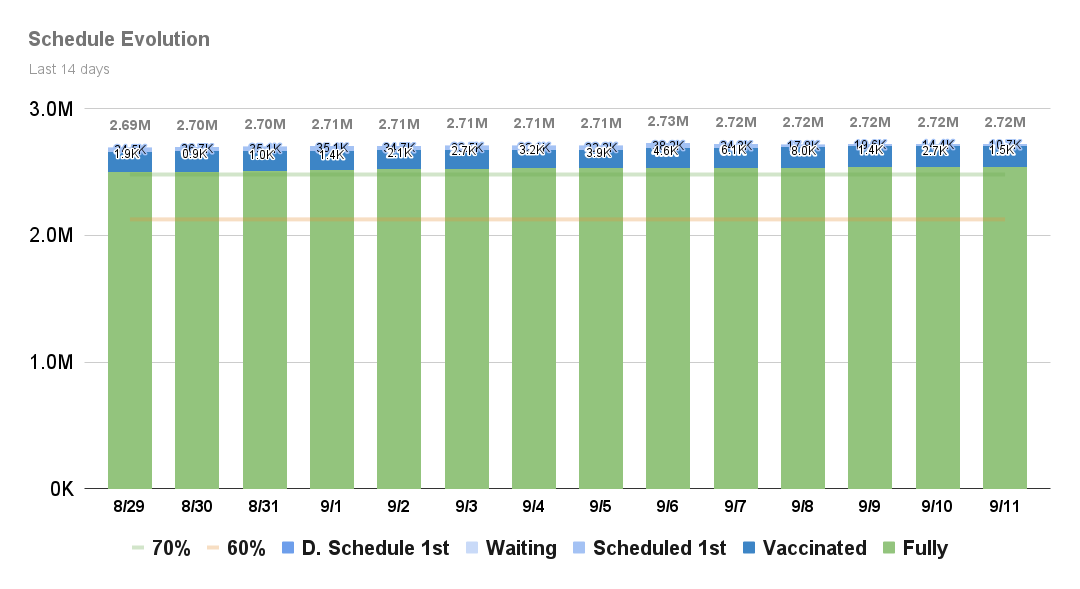 Schedule Evolution
Last 14 days
3.0M
2.69M 2.70M 2.70M 2.71M 2.71M 2.71M 2.71M 2.71M 2.73M 2.72M 2.72M 2.72M 2.72M 2.72M
1.9K 0.9K 1.0K 1.4K 2.1K 2.7K 3.2K 3.9K 4.6K 6.1K 8.0K 1.4K 2.7K 1.5K
2.0M
1.0M
0K
8/29 8/30 8/31 9/1 9/2 9/3 9/4 9/5 9/6 9/7 9/8 9/9 9/10 9/11
70% 60% D. Schedule 1st Waiting Scheduled 1st Vaccinated Fully